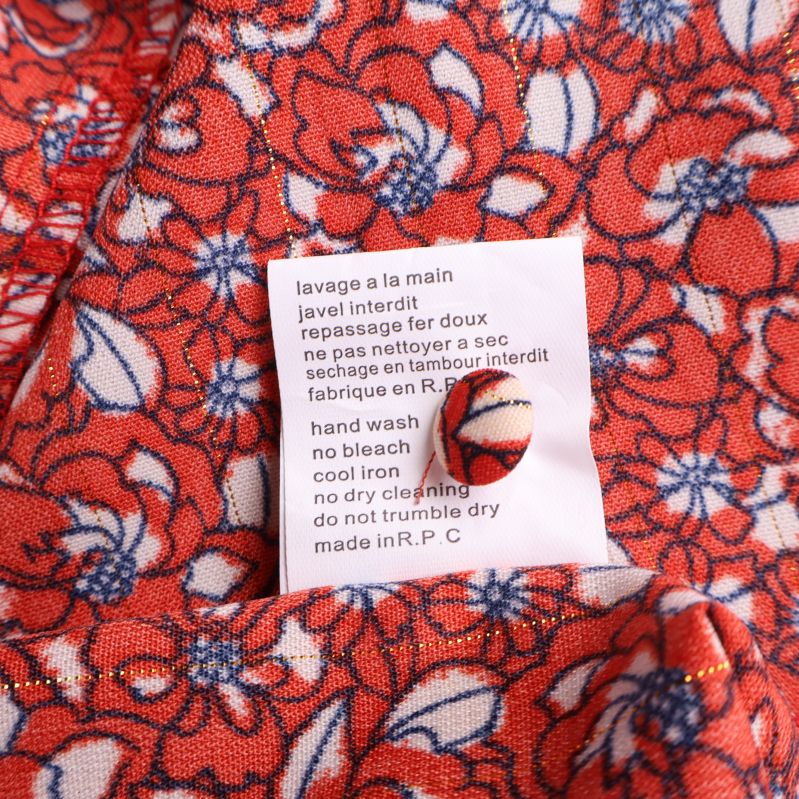 lavage a la main
javel interdit
repassage fer doux
ne pas nettoyer a sec
sechage en tambour interdit
fabrique en R.P
hand wash
no bleach
cool iron
no dry cleaning
do not trumble dry
made inR.P.C